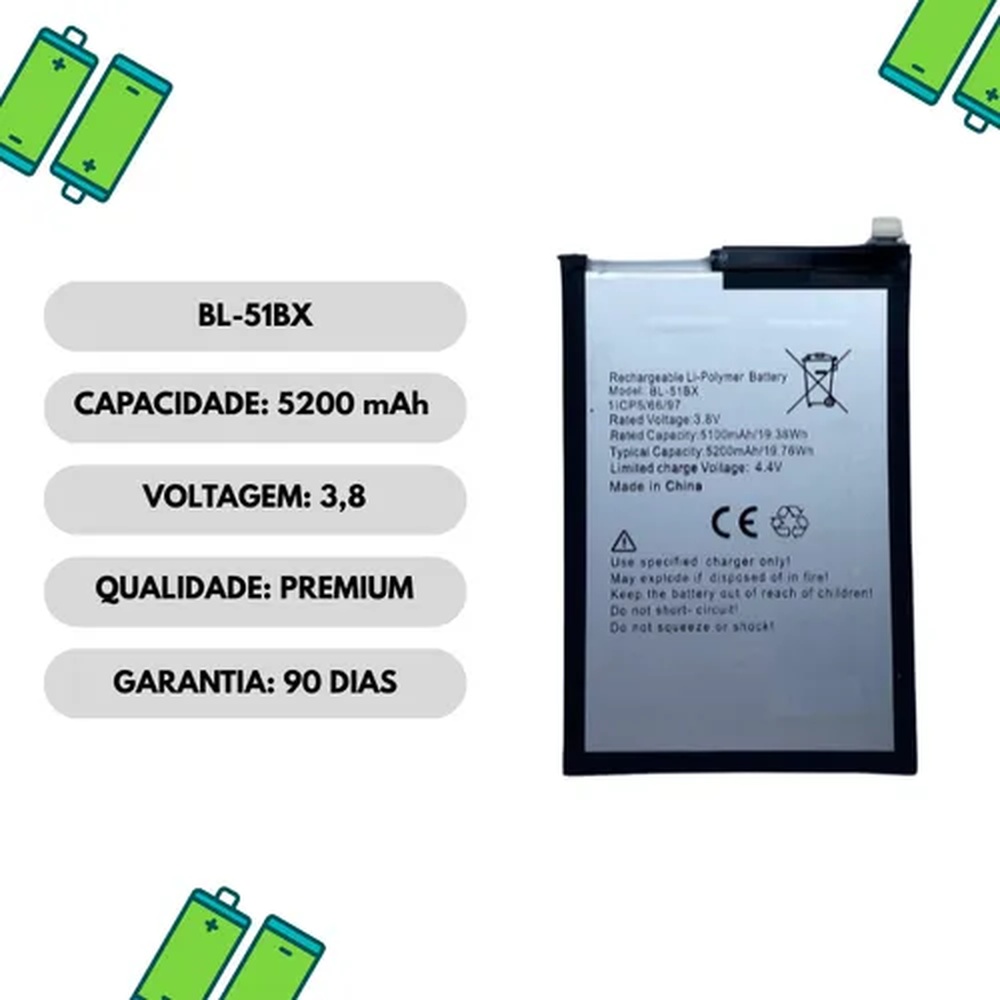 BL-51BX
CAPACIDADE: 5200 mAh
VOLTAGEM: 3,8
QUALIDADE: PREMIUM
GARANTIA: 90 DIAS
Rechargeable Li-Polymer Battery
Model: BL-51BX
1ICP5/66/97
Rated Voltage:3.8V
Rated Capacity:5100mAh/19.38Wh
Typical Capacity:5200mAh/19.76Wh
Limited charge Voltage: 4.4V
Made in China
CE
Use specified charger only!
May explode if disposed of in fire!
Keep the battery out of reach of children!
Do not short- circuit!
Do not squeeze or shock!